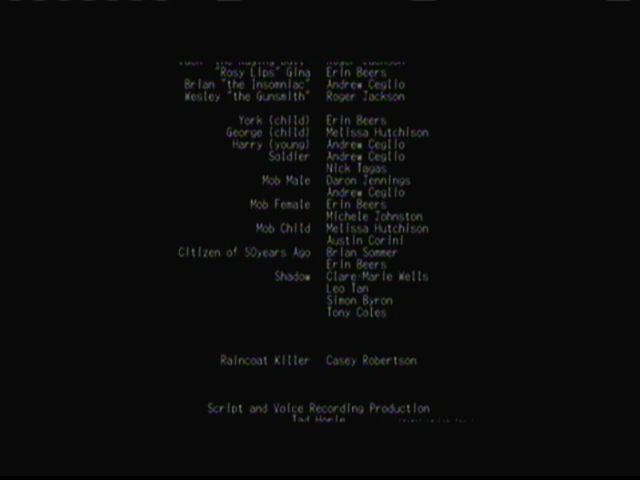 "Rosy Lips" Gina Erin Beers
Brian "the Insomniac" Andrew Ceglio
Wesley "the Gunsmith" Roger Jackson
York (child) Erin Beers
George (child) Melissa Hutchison
Harry (young) Andrew Ceglio
Soldier Andrew Ceglio
Nick Tagas
Mob Male Daron Jennings
Andrew Ceglio
Mob Female Erin Beers
Michele Johnston
Mob Child Melissa Hutchison
Austin Corini
Citizen of 50years Ago Brian Sommer
Erin Beers
Shadow Clare-Marie Wells
Leo Tan
Simon Byron
Tony Coles
Raincoat Killer Casey Robertson
Script and Voice Recording Production